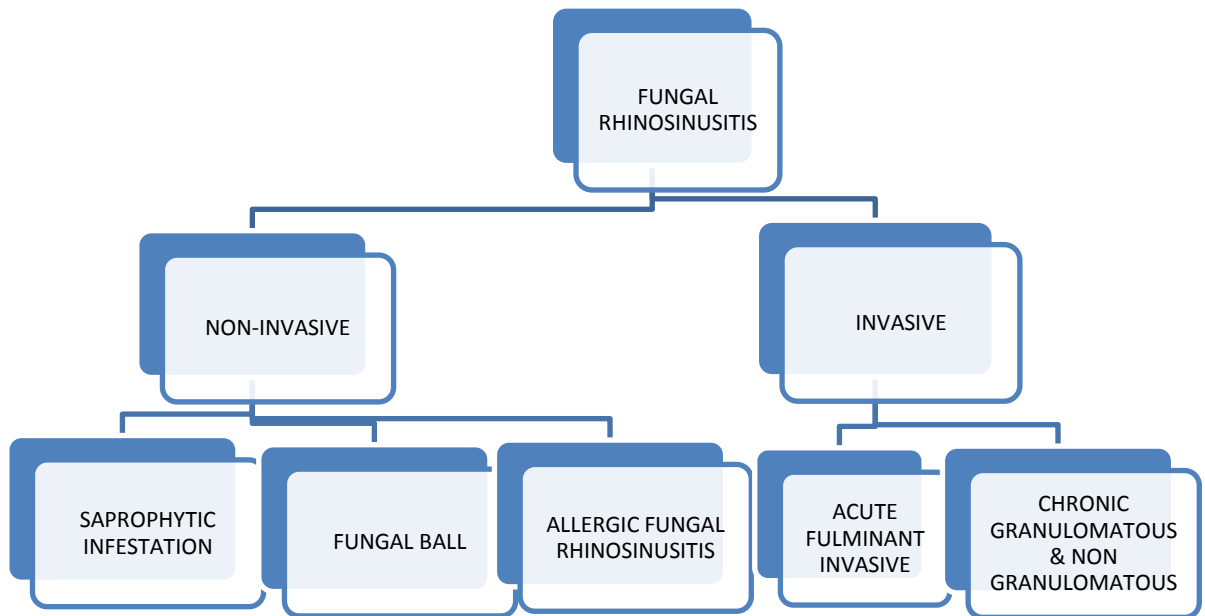 FUNGAL
RHINOSINUSITIS
NON-INVASIVE
INVASIVE
SAPROPHYTIC
INFESTATION
FUNGAL BALL
ALLERGIC FUNGAL
RHINOSINUSITIS
ACUTE
FULMINANT
INVASIVE
CHRONIC
GRANULOMATOUS
& NON
GRANULOMATOUS